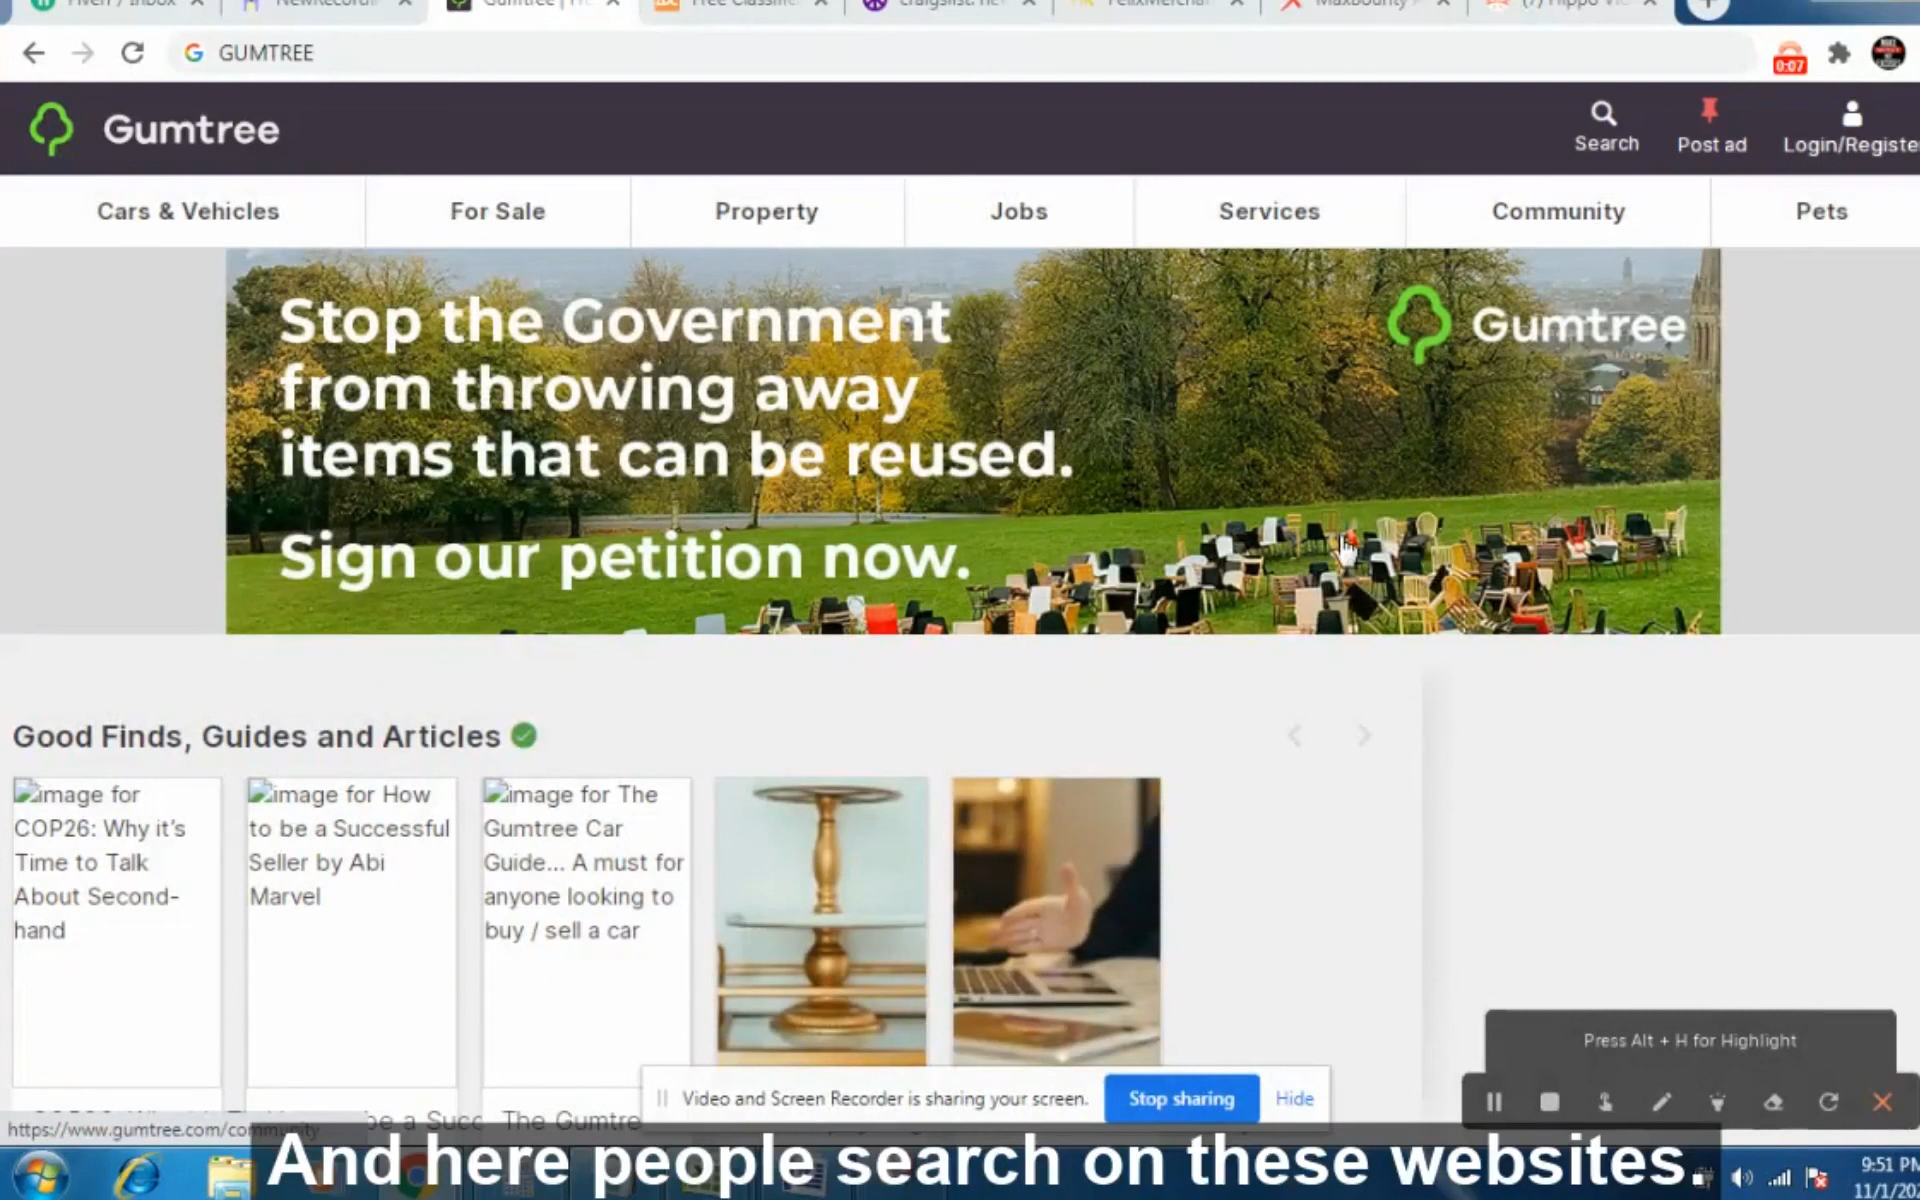 GUMTREE
0:07
Gumtree
Search
Post ad
Login/Registe
Cars & Vehicles
For Sale
Property
Jobs
Services
Community
Pets
Stop the Government
from throwing away
items that can be reused.
Sign our petition now.
Gumtree
Good Finds, Guides and Articles
image for
COP26: Why it's
Time to Talk
About Second-
hand
image for How
to be a Successful
Seller by Abi
Marvel
image for The
Gumtree Car
Guide... A must for
anyone looking to
buy / sell a car
Press Alt + H for Highlight
Video and Screen Recorder is sharing your screen.
Stop sharing
Hide
be a Succ
The Gumtre
https://www.gumtree.com/community
And here people search on these websites.
9:51 PM
11/1/20